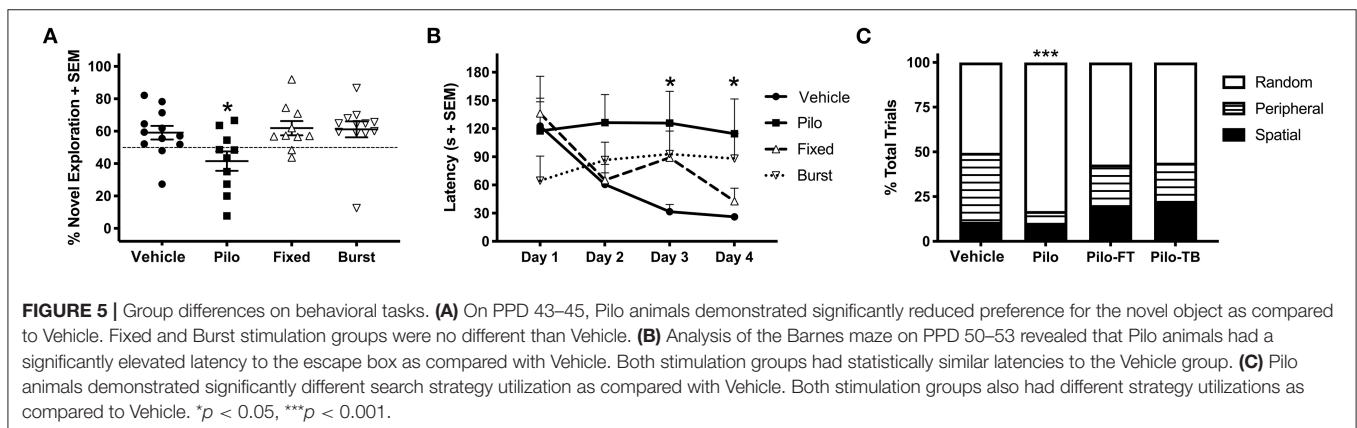 A
B
C
% Novel Exploration + SEM
100
80
60
40
20
0
*
Vehicle
Pilo
Fixed
Burst
Latency (s + SEM)
180
150
120
90
60
30
0
*
*
Day 1
Day 2
Day 3
Day 4
Vehicle
Pilo
Fixed
Burst
% Total Trials
100
75
50
25
0
***
Vehicle
Pilo
Pilo-FT
Pilo-TB
Random
Peripheral
Spatial
FIGURE 5 | Group differences on behavioral tasks. (A) On PPD 43–45, Pilo animals demonstrated significantly reduced preference for the novel object as compared
to Vehicle. Fixed and Burst stimulation groups were no different than Vehicle. (B) Analysis of the Barnes maze on PPD 50–53 revealed that Pilo animals had a
significantly elevated latency to the escape box as compared with Vehicle. Both stimulation groups had statistically similar latencies to the Vehicle group. (C) Pilo
animals demonstrated significantly different search strategy utilization as compared with Vehicle. Both stimulation groups also had different strategy utilizations as
compared to Vehicle. *p < 0.05, ***p < 0.001.